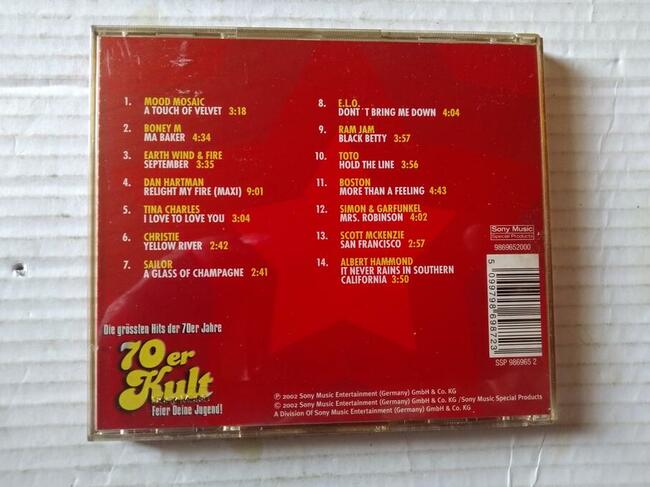 1. MOOD MOSAIC
A TOUCH OF VELVET 3:18
2. BONEY M
MA BAKER 4:34
3. EARTH WIND & FIRE
SEPTEMBER 3:35
4. DAN HARTMAN
RELIGHT MY FIRE (MAXI) 9:01
5. TINA CHARLES
I LOVE TO LOVE YOU 3:04
6. CHRISTIE
YELLOW RIVER 2:42
7. SAILOR
A GLASS OF CHAMPAGNE 2:41
8. E.L.O.
DONT´T BRING ME DOWN 4:04
9. RAM JAM
BLACK BETTY 3:57
10. TOTO
HOLD THE LINE 3:56
11. BOSTON
MORE THAN A FEELING 4:43
12. SIMON & GARFUNKEL
MRS. ROBINSON 4:02
13. SCOTT MCKENZIE
SAN FRANCISCO 2:57
14. ALBERT HAMMOND
IT NEVER RAINS IN SOUTHERN
CALIFORNIA 3:50
Sony Music
Special Products
9869652000
5 099798 698723
SSP 986965 2
Die grössten Hits der 70er Jahre
70er
Kult
Feier Deine Jugend!
℗ 2002 Sony Music Entertainment (Germany) GmbH & Co. KG
© 2002 Sony Music Entertainment (Germany) GmbH & Co. KG /Sony Music Special Products
A Division Of Sony Music Entertainment (Germany) GmbH & Co. KG